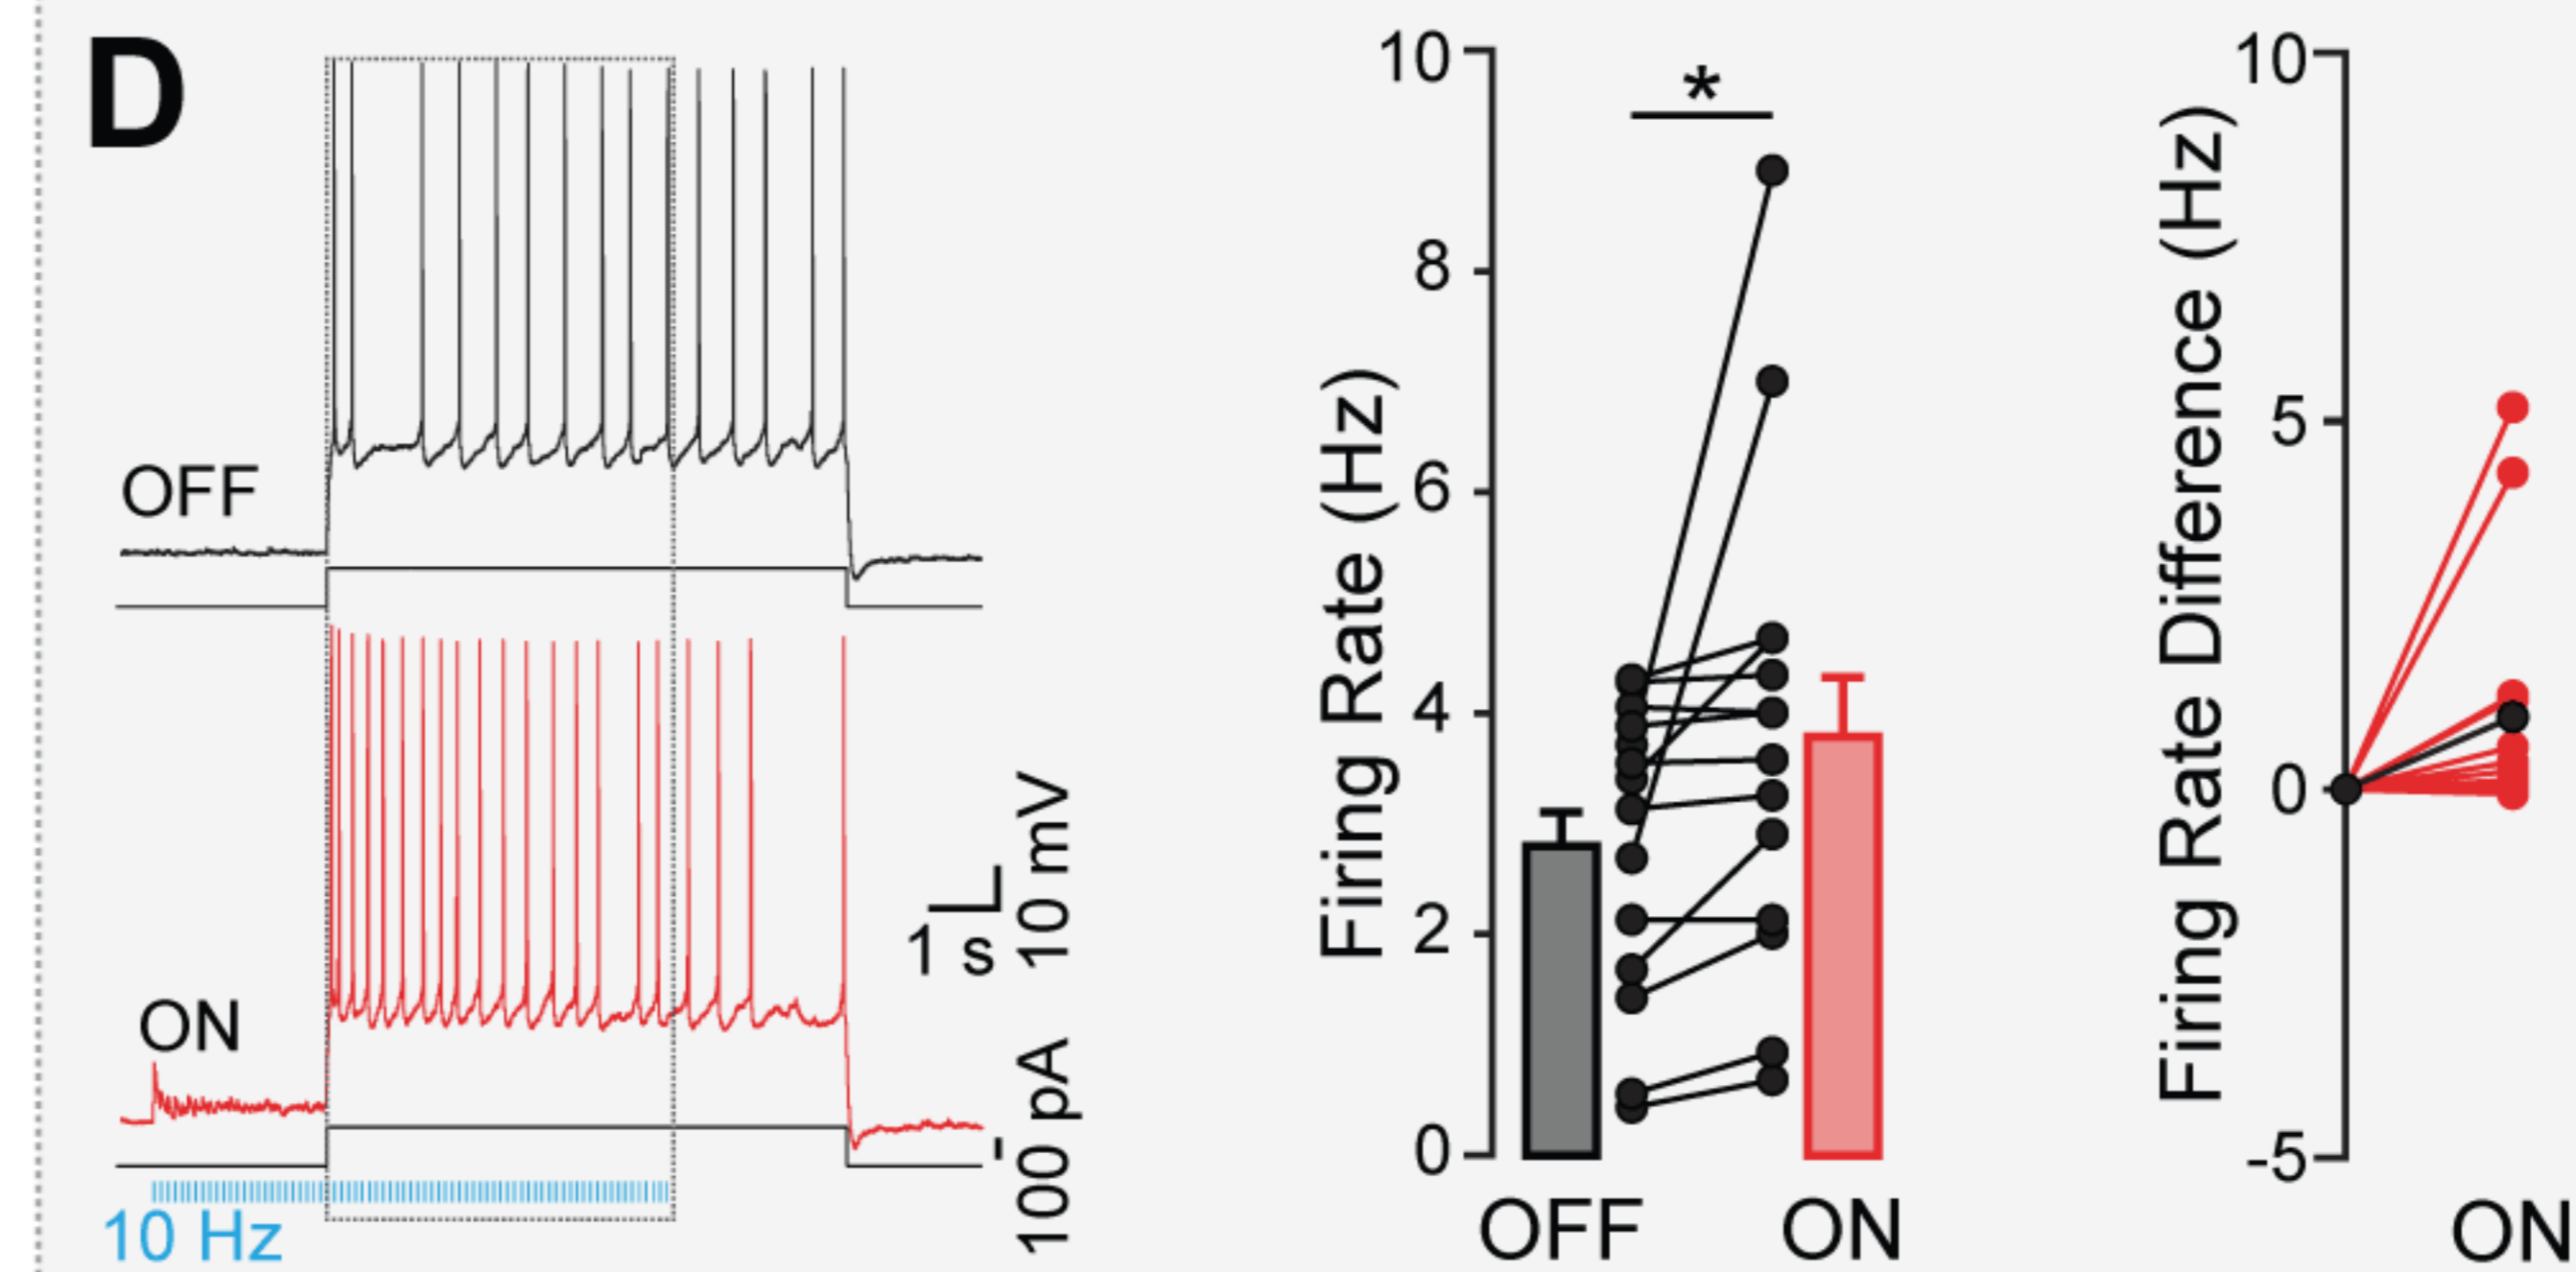 D
OFF
ON
10 Hz
1 s
10 mV
100 pA
Firing Rate (Hz)
10
8
6
4
2
0
*
OFF
ON
Firing Rate Difference (Hz)
10
5
0
-5
ON